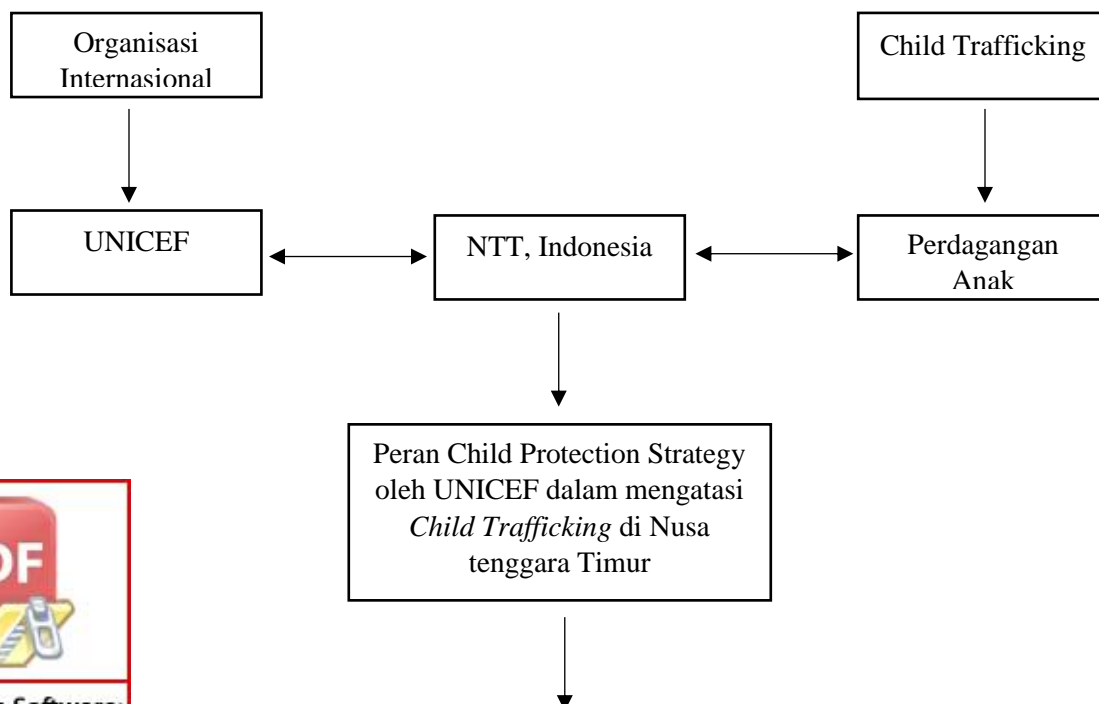 Organisasi
Internasional
Child Trafficking
UNICEF
NTT, Indonesia
Perdagangan
Anak
Peran Child Protection Strategy
oleh UNICEF dalam mengatasi
Child Trafficking di Nusa
tenggara Timur
DF
Software